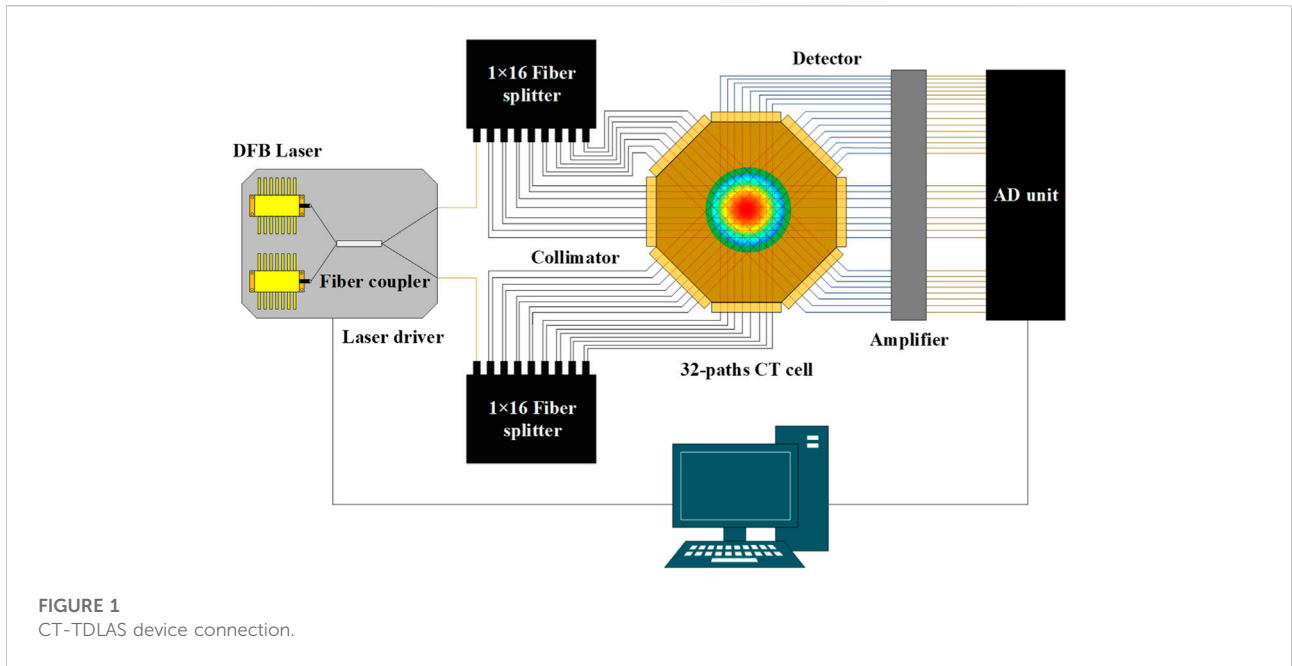 1×16 Fiber
splitter
Detector
DFB Laser
AD unit
Collimator
Fiber coupler
Laser driver
Amplifier
32-paths CT cell
1×16 Fiber
splitter
FIGURE 1
CT-TDLAS device connection.